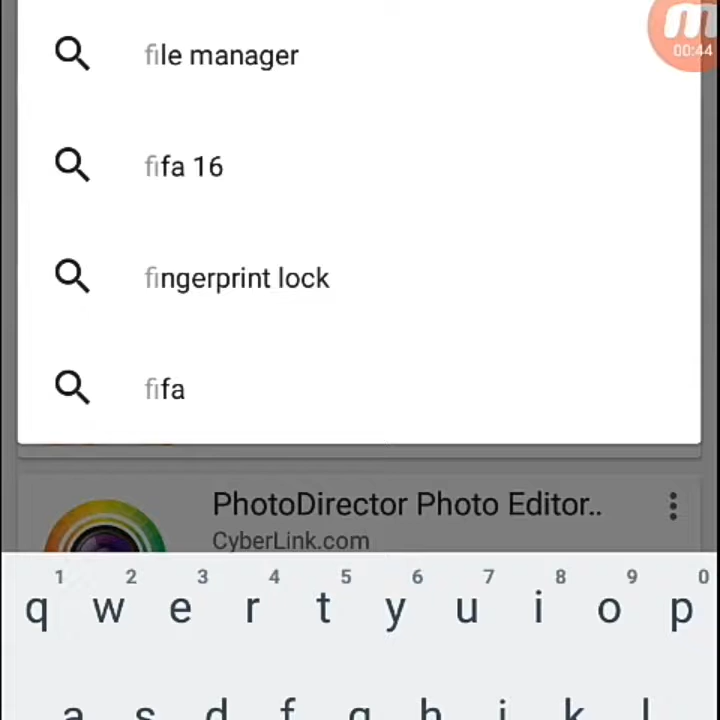 file manager
m
00:44
fifa 16
fingerprint lock
fifa
PhotoDirector Photo Editor..
CyberLink.com
1 2 3 4 5 6 7 8 9 0
q w e r t y u i o p
a s d f g h j k l